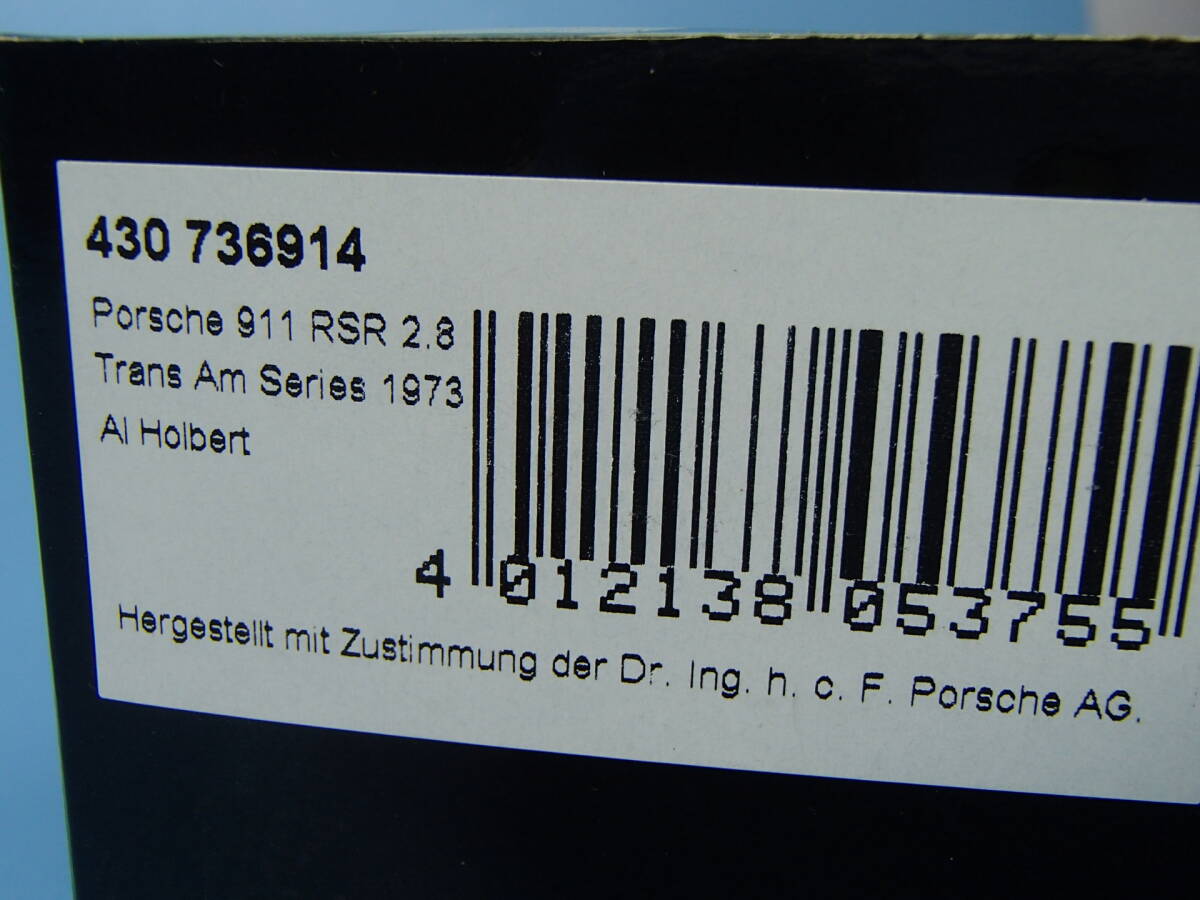 430 736914
Porsche 911 RSR 2.8
Trans Am Series 1973
Al Holbert
4 012138 053755
Hergestellt mit Zustimmung der Dr. Ing. h. c. F. Porsche AG.